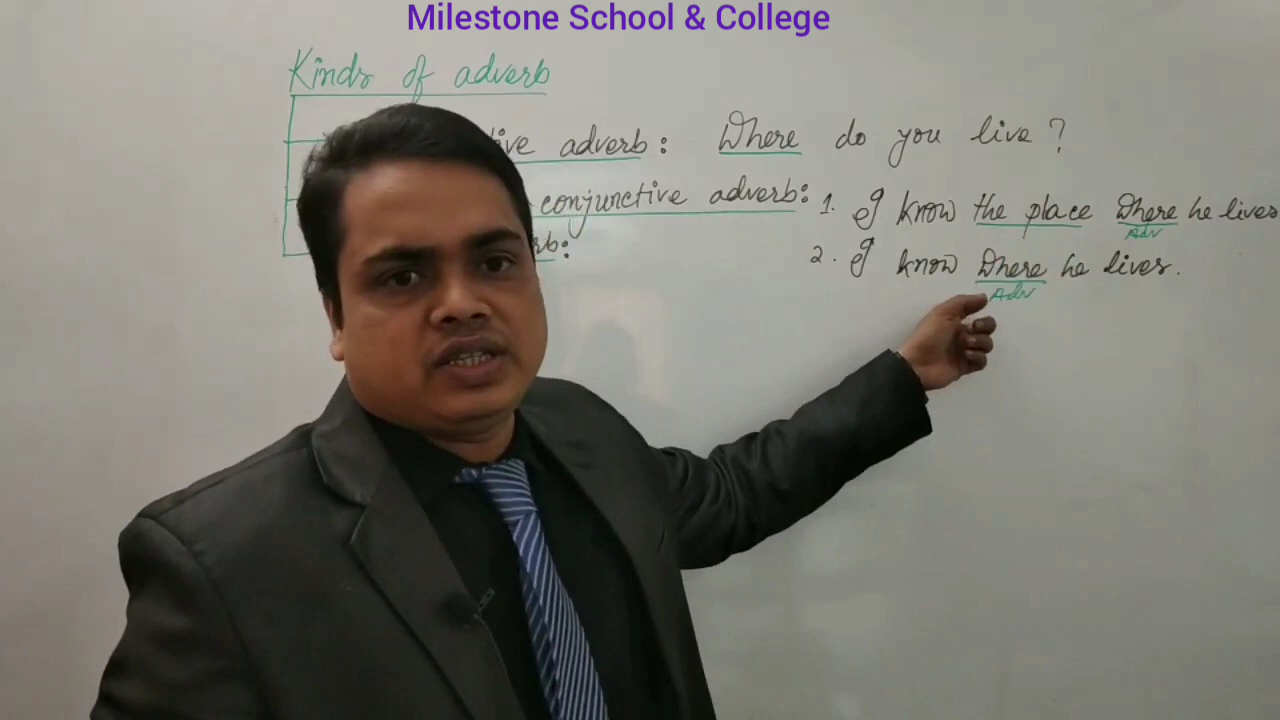 Milestone School & College
Kinds of adverb
ive adverb: Where do you live ?
conjunctive adverb: 1. I know the place where he lives
Adv
rb: 2. I know where he lives.
Adv